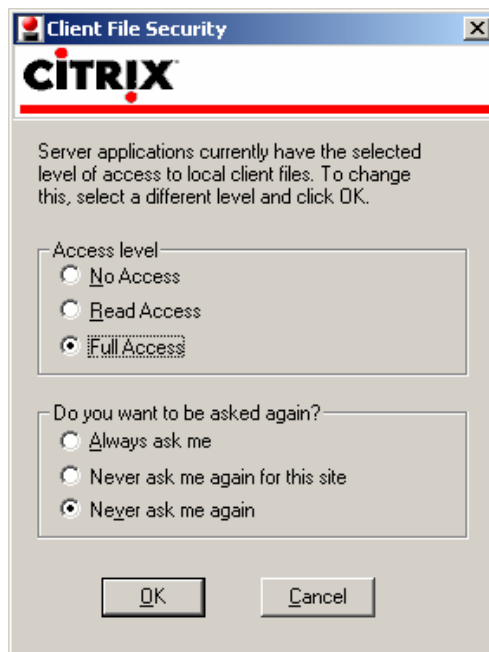 Client File Security
CITRIX
Server applications currently have the selected
level of access to local client files. To change
this, select a different level and click OK.
Access level
No Access
Read Access
Full Access
Do you want to be asked again?
Always ask me
Never ask me again for this site
Never ask me again
OK Cancel